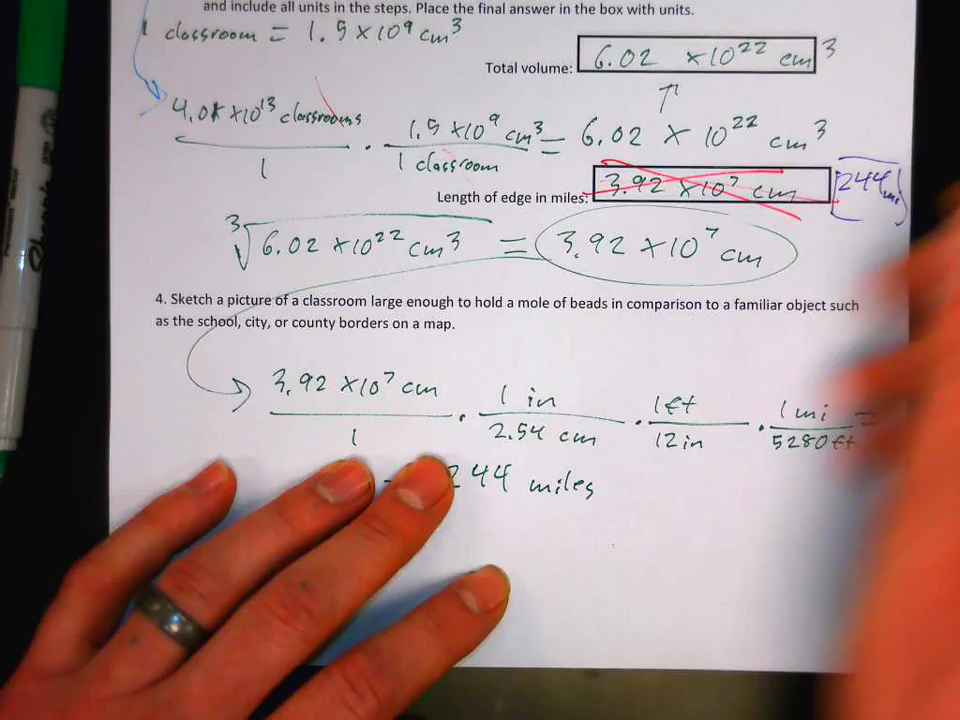 and include all units in the steps. Place the final answer in the box with units.
1 classroom = 1.5 × 10⁹ cm³
Total volume: 6.02 × 10²² cm³
↑
4.01 × 10¹³ classrooms / 1 · 1.5 × 10⁹ cm³ / 1 classroom = 6.02 × 10²² cm³
Length of edge in miles: 3.92 × 10⁷ cm 244 mi
³√6.02 × 10²² cm³ = 3.92 × 10⁷ cm
4. Sketch a picture of a classroom large enough to hold a mole of beads in comparison to a familiar object such
as the school, city, or county borders on a map.
3.92 × 10⁷ cm / 1 · 1 in / 2.54 cm · 1 ft / 12 in · 1 mi / 5280 ft =
244 miles
Sharpie